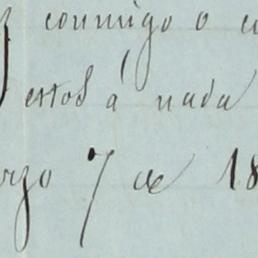 conmigo o
estos a nada
rzo 7 de 18